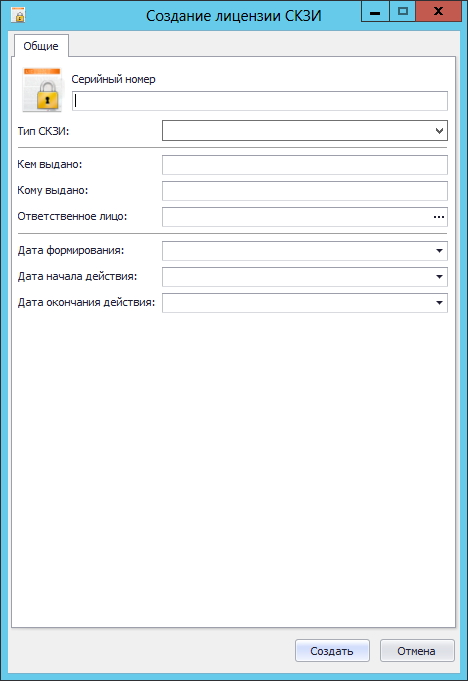 Создание лицензии СКЗИ
Общие
Серийный номер
Тип СКЗИ:
Кем выдано:
Кому выдано:
Ответственное лицо:
Дата формирования:
Дата начала действия:
Дата окончания действия:
Создать
Отмена